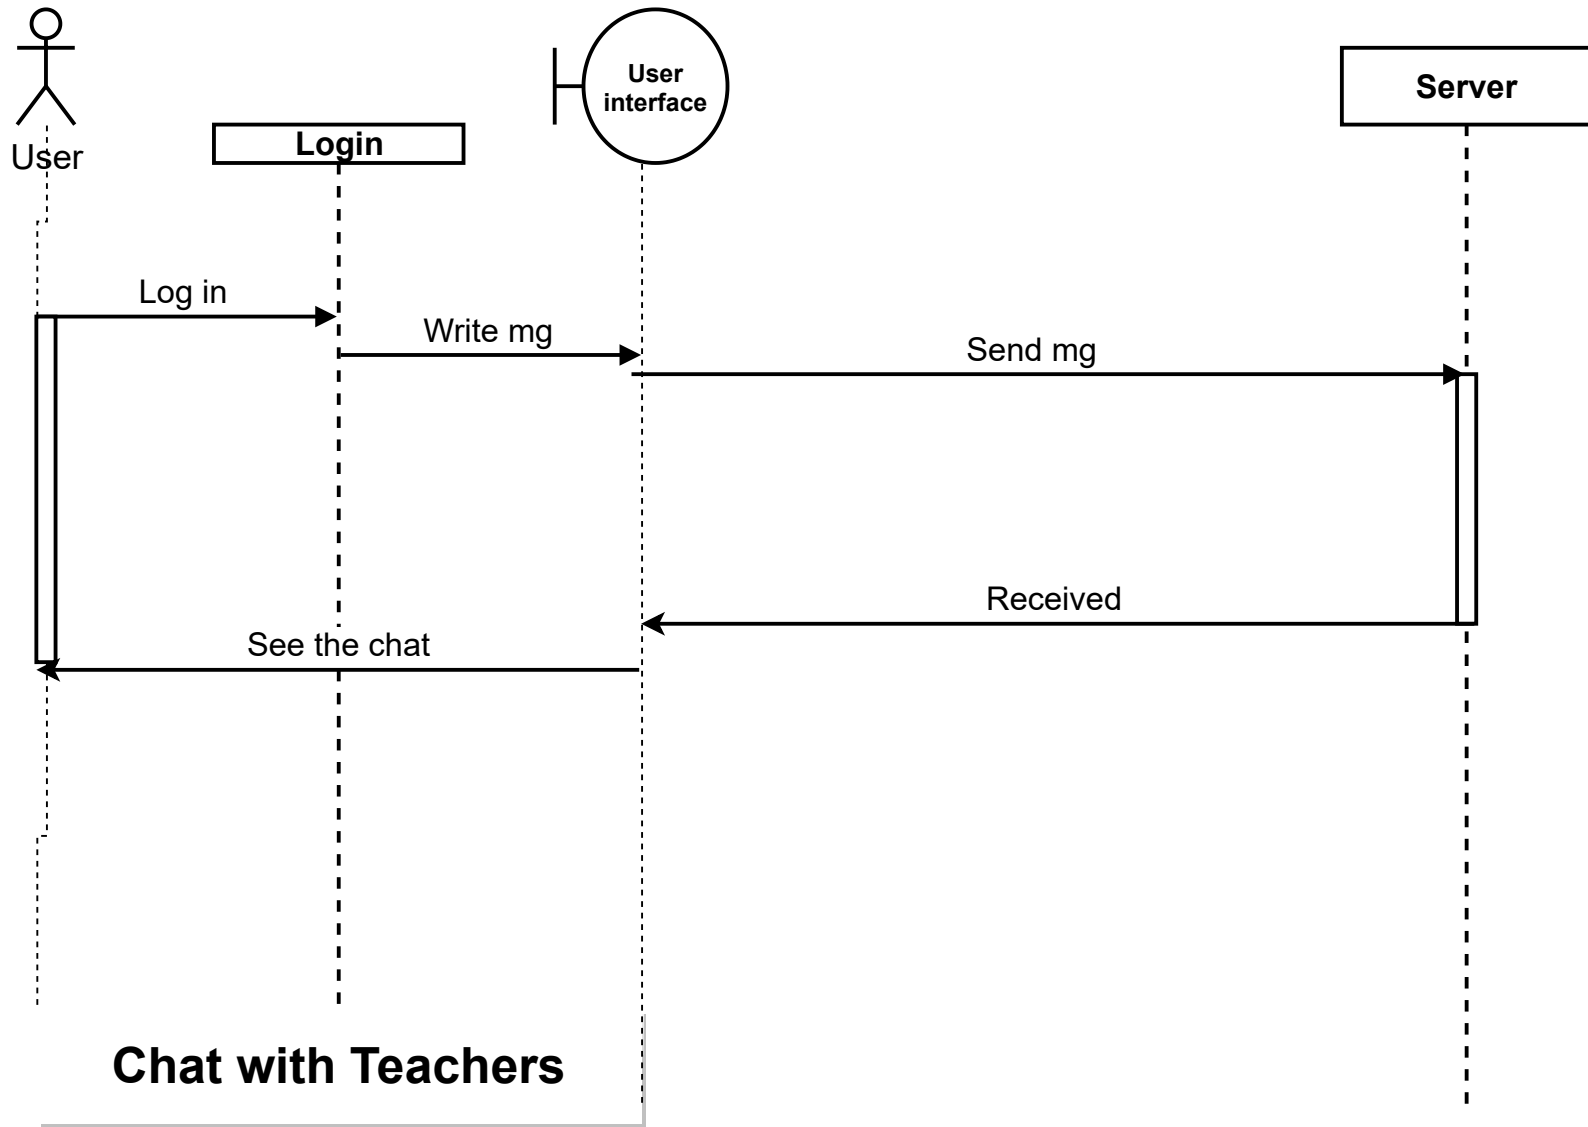 User
Login
User
interface
Server
Log in
Write mg
Send mg
Received
See the chat
Chat with Teachers